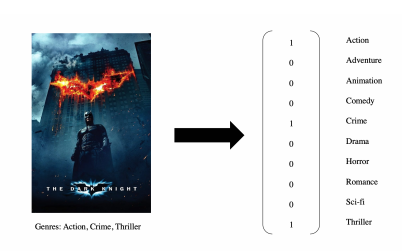 THE DARK KNIGHT
Genres: Action, Crime, Thriller
1 Action
0 Adventure
0 Animation
0 Comedy
1 Crime
0 Drama
0 Horror
0 Romance
0 Sci-fi
1 Thriller